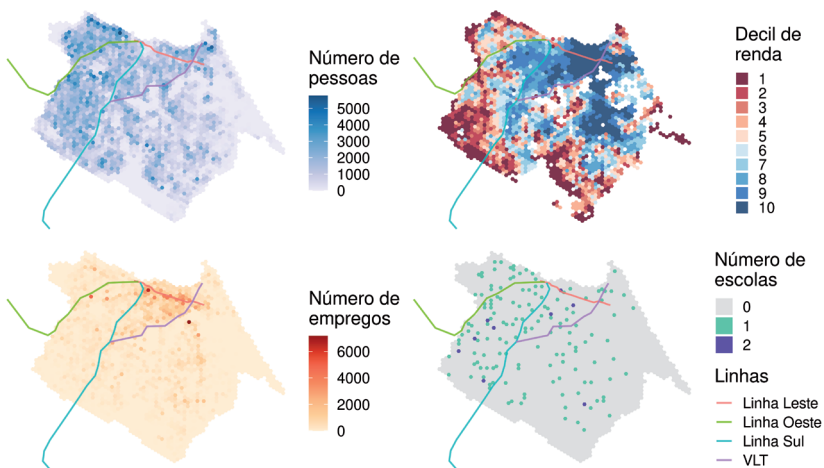 Número de
pessoas
5000
4000
3000
2000
1000
0
Decil de
renda
1
2
3
4
5
6
7
8
9
10
Número de
empregos
6000
4000
2000
0
Número de
escolas
0
1
2
Linhas
Linha Leste
Linha Oeste
Linha Sul
VLT